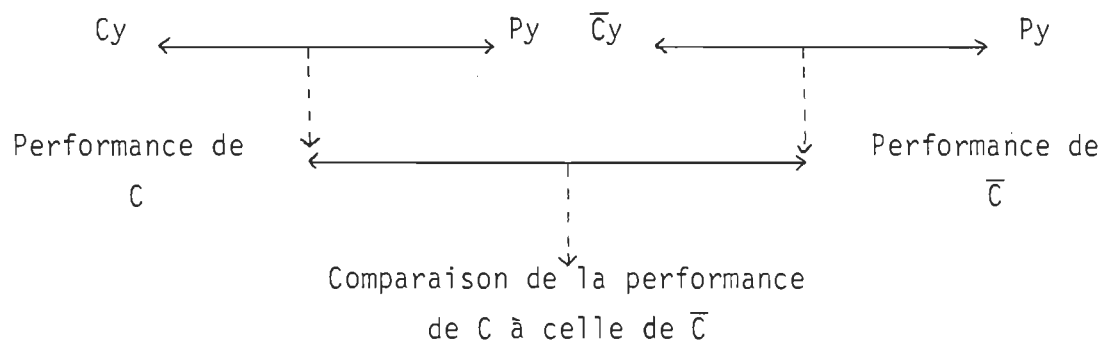 Cy Py C̅y Py
Performance de Performance de
C C̅
Comparaison de la performance
de C à celle de C̅